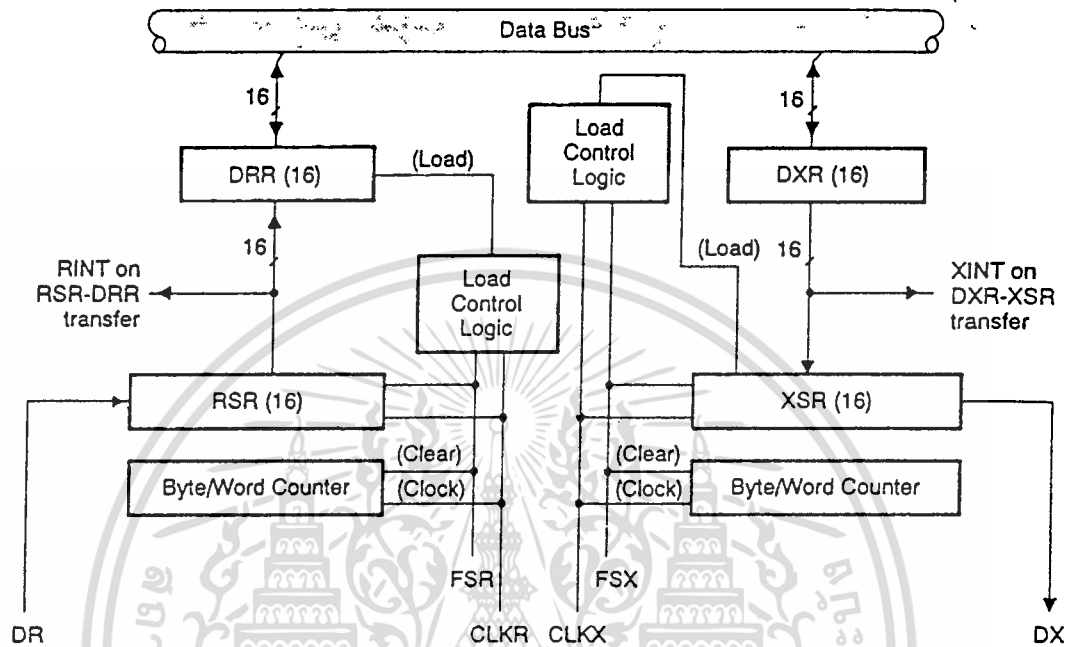 Data Bus
16
16
Load
Control
Logic
DRR (16)
(Load)
DXR (16)
16
16
(Load)
RINT on
RSR-DRR
transfer
Load
Control
Logic
XINT on
DXR-XSR
transfer
RSR (16)
XSR (16)
(Clear)
(Clear)
Byte/Word Counter
(Clock)
(Clock)
Byte/Word Counter
FSR
FSX
DR
CLKR
CLKX
DX